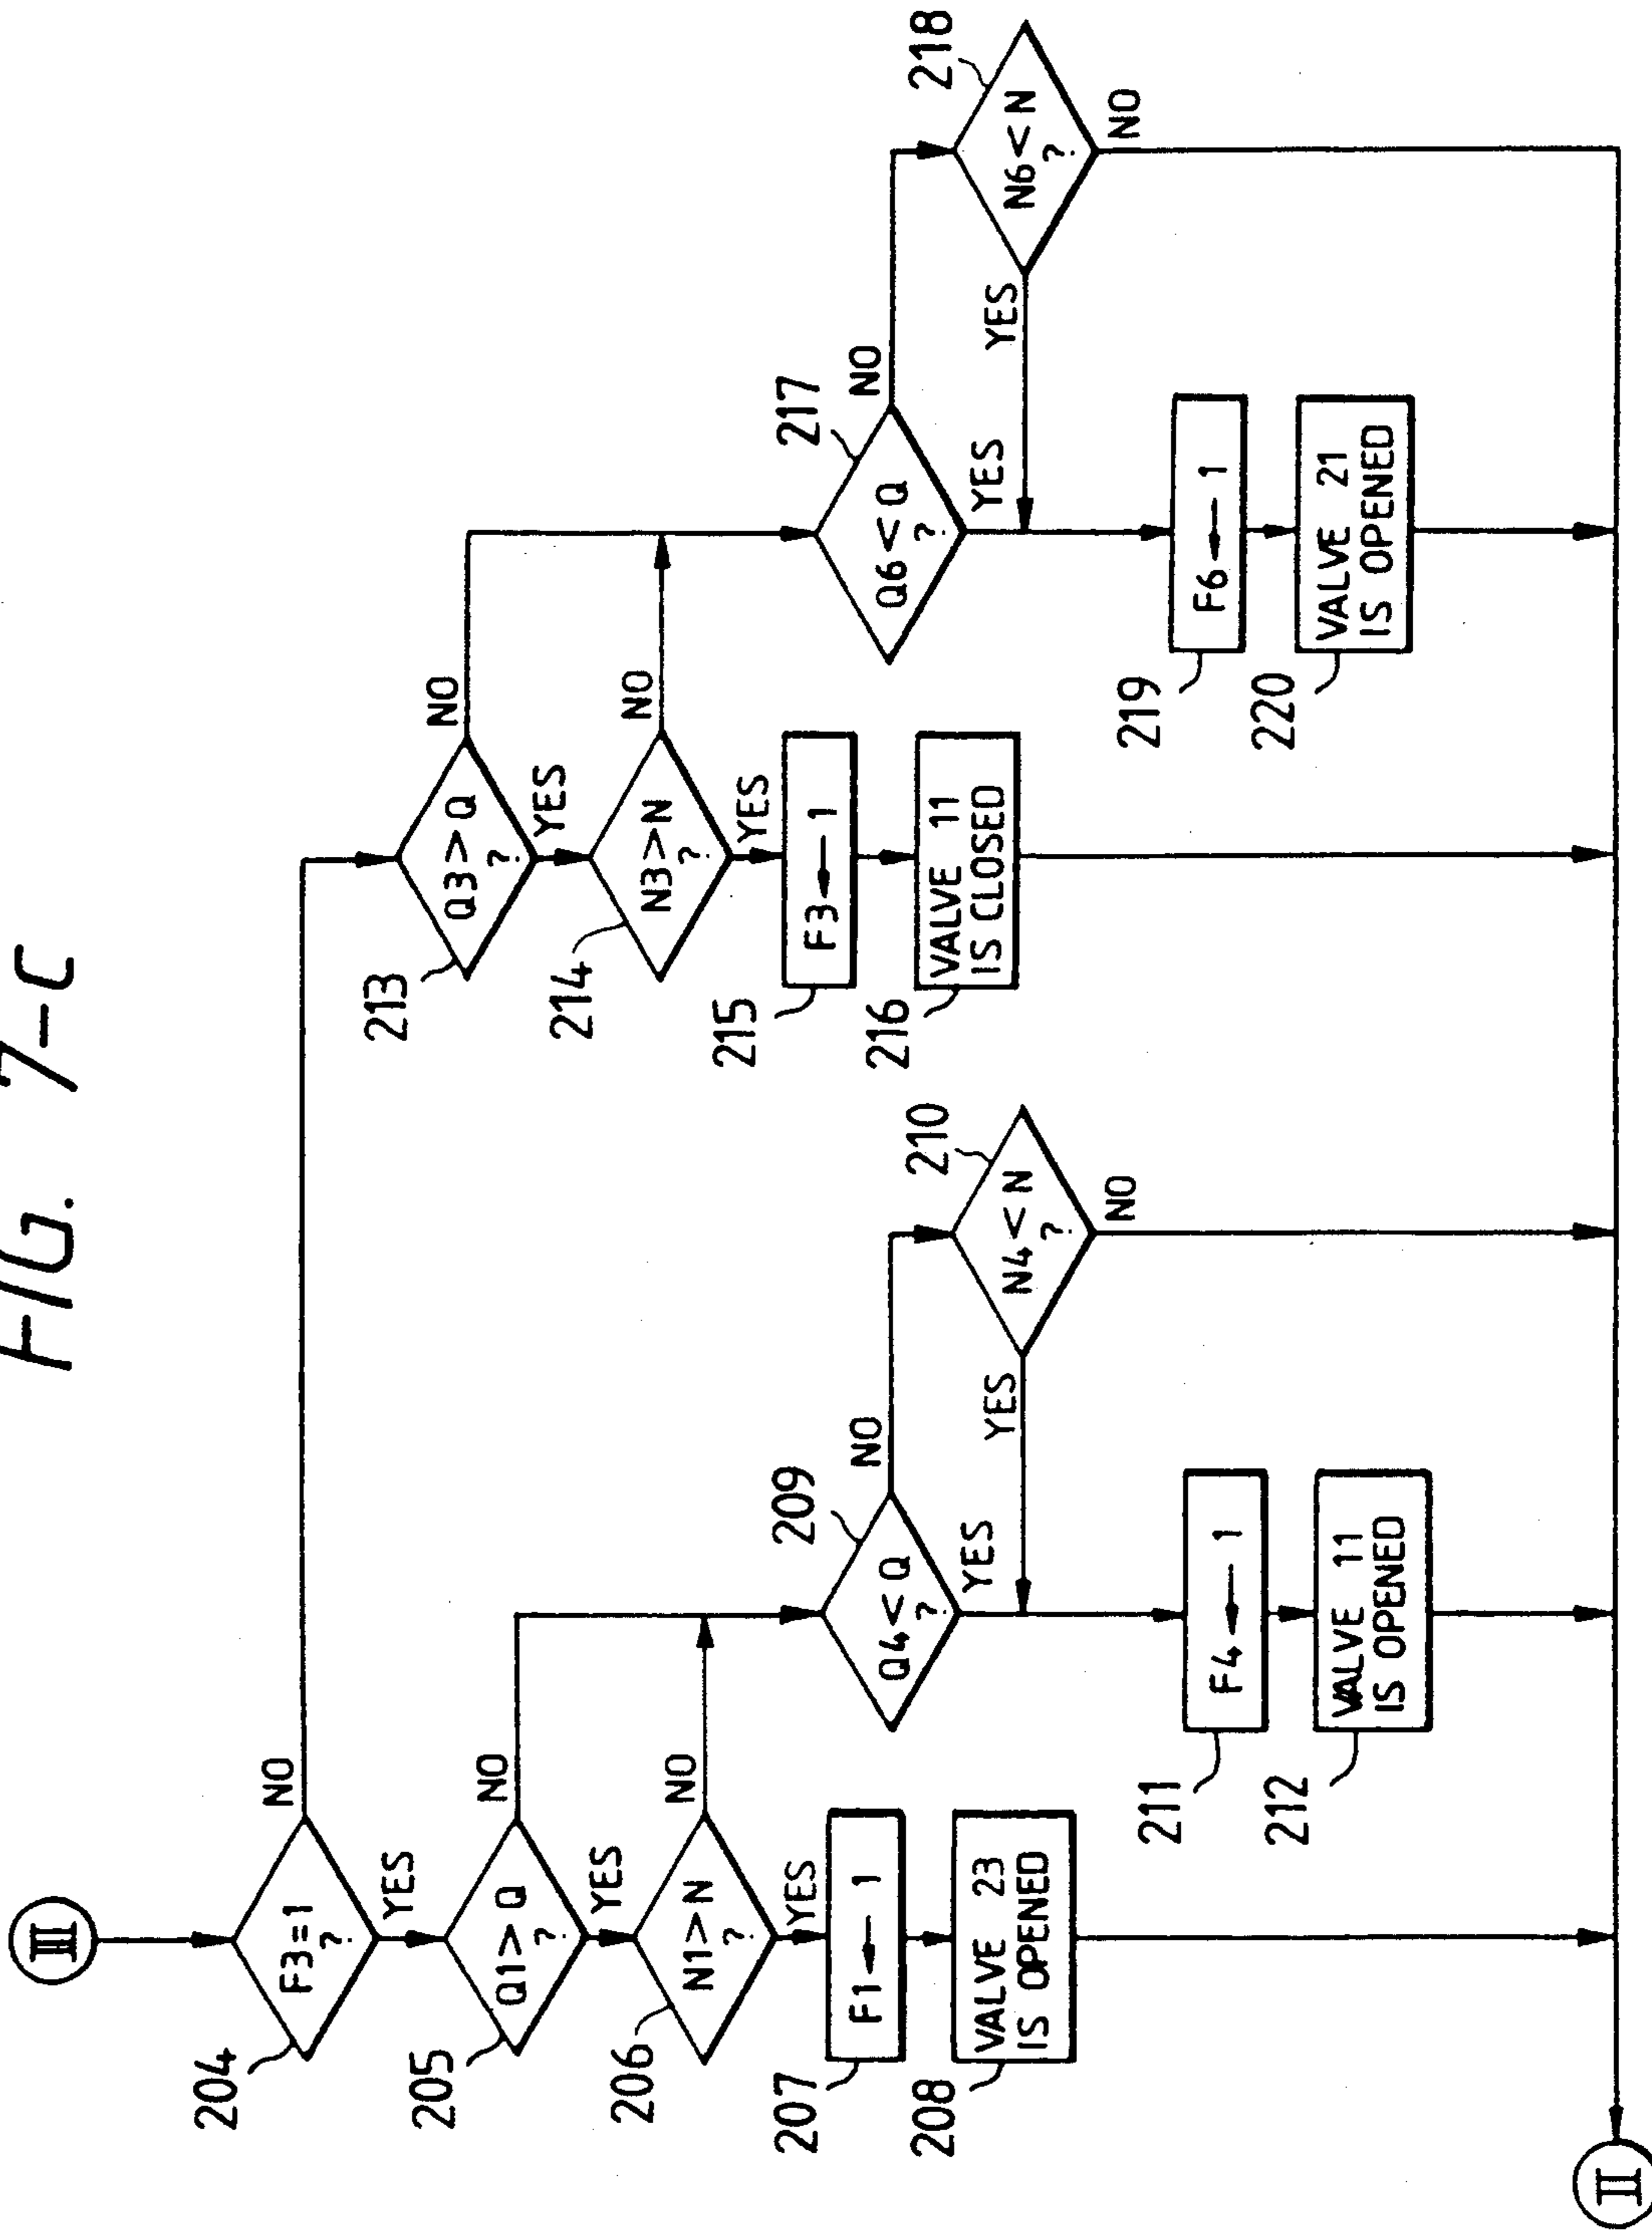 FIG. 7-C
III
204
F3=1
?
NO
YES
205
Q1>Q
?
NO
YES
206
N1>N
?
NO
YES
207
F1←1
208
VALVE 23
IS OPENED
209
Q4<Q
?
NO
YES
210
N4<N
?
YES
NO
211
F4←1
212
VALVE 11
IS OPENED
213
Q3>Q
?
NO
YES
214
N3>N
?
NO
YES
215
F3←1
216
VALVE 11
IS CLOSED
217
Q6<Q
?
NO
YES
218
N6<N
?
YES
NO
219
F6←1
220
VALVE 21
IS OPENED
II